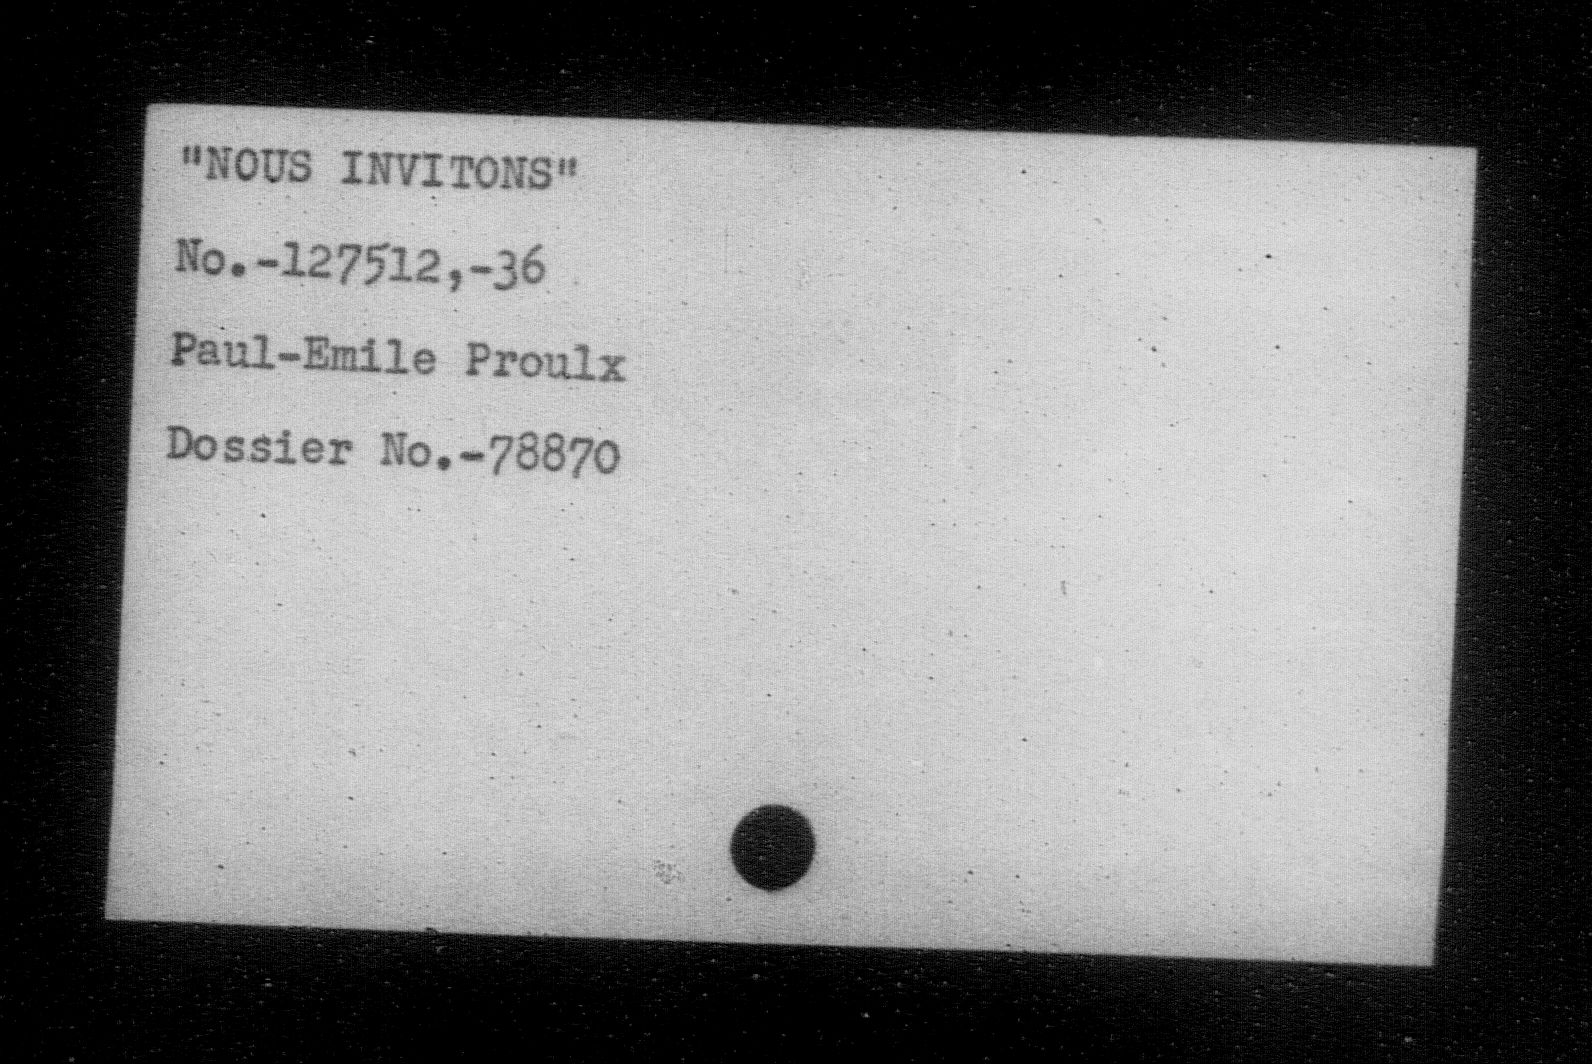 "NOUS INVITONS"
No.-127512,-36
Paul-Emile Proulx
Dossier No.-78870